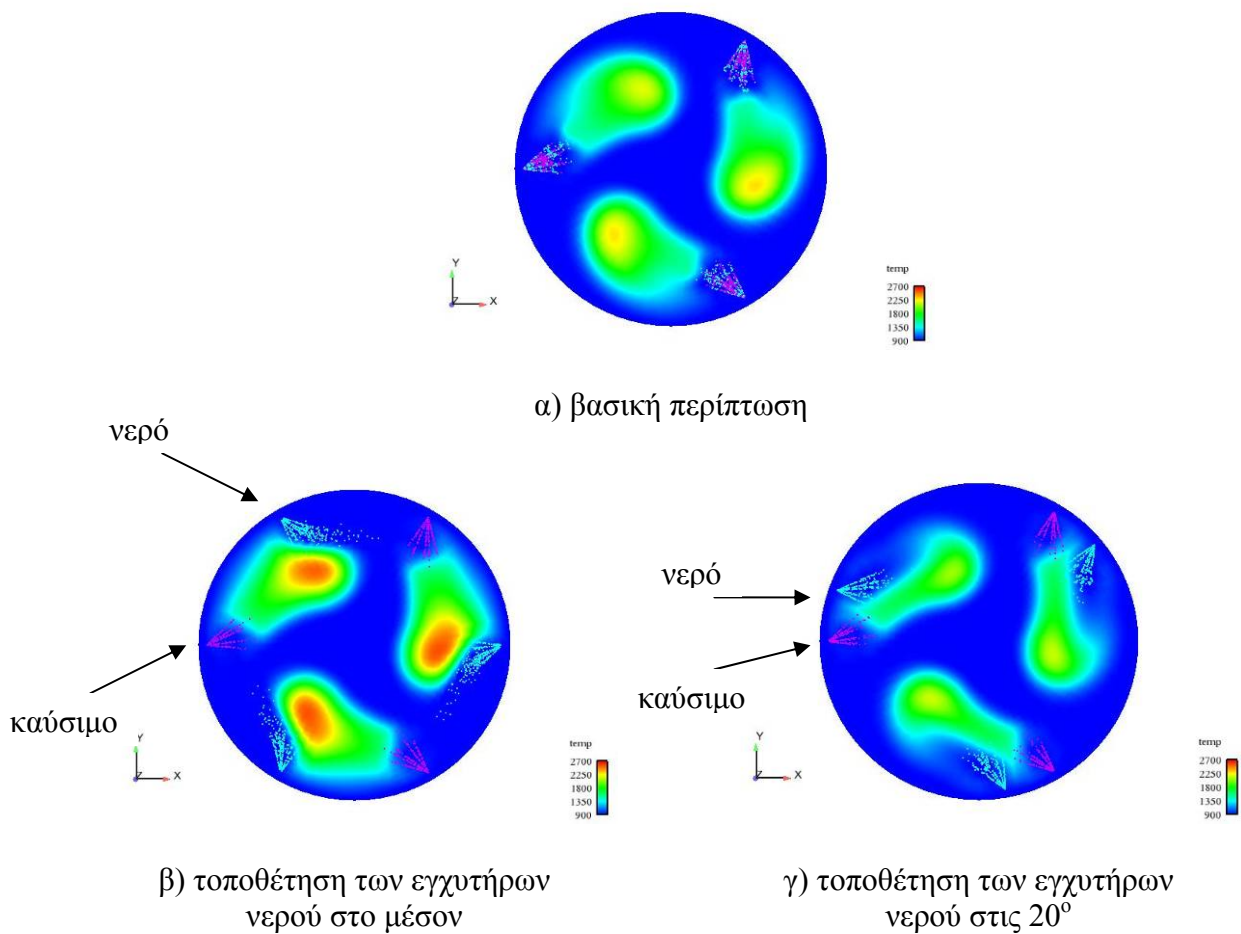 Y
Z
X
temp
2700
2250
1800
1350
900
α) βασική περίπτωση
νερό
καύσιμο
Y
Z
X
temp
2700
2250
1800
1350
900
νερό
καύσιμο
Y
Z
X
temp
2700
2250
1800
1350
900
β) τοποθέτηση των εγχυτήρων
νερού στο μέσον
γ) τοποθέτηση των εγχυτήρων
νερού στις 20º